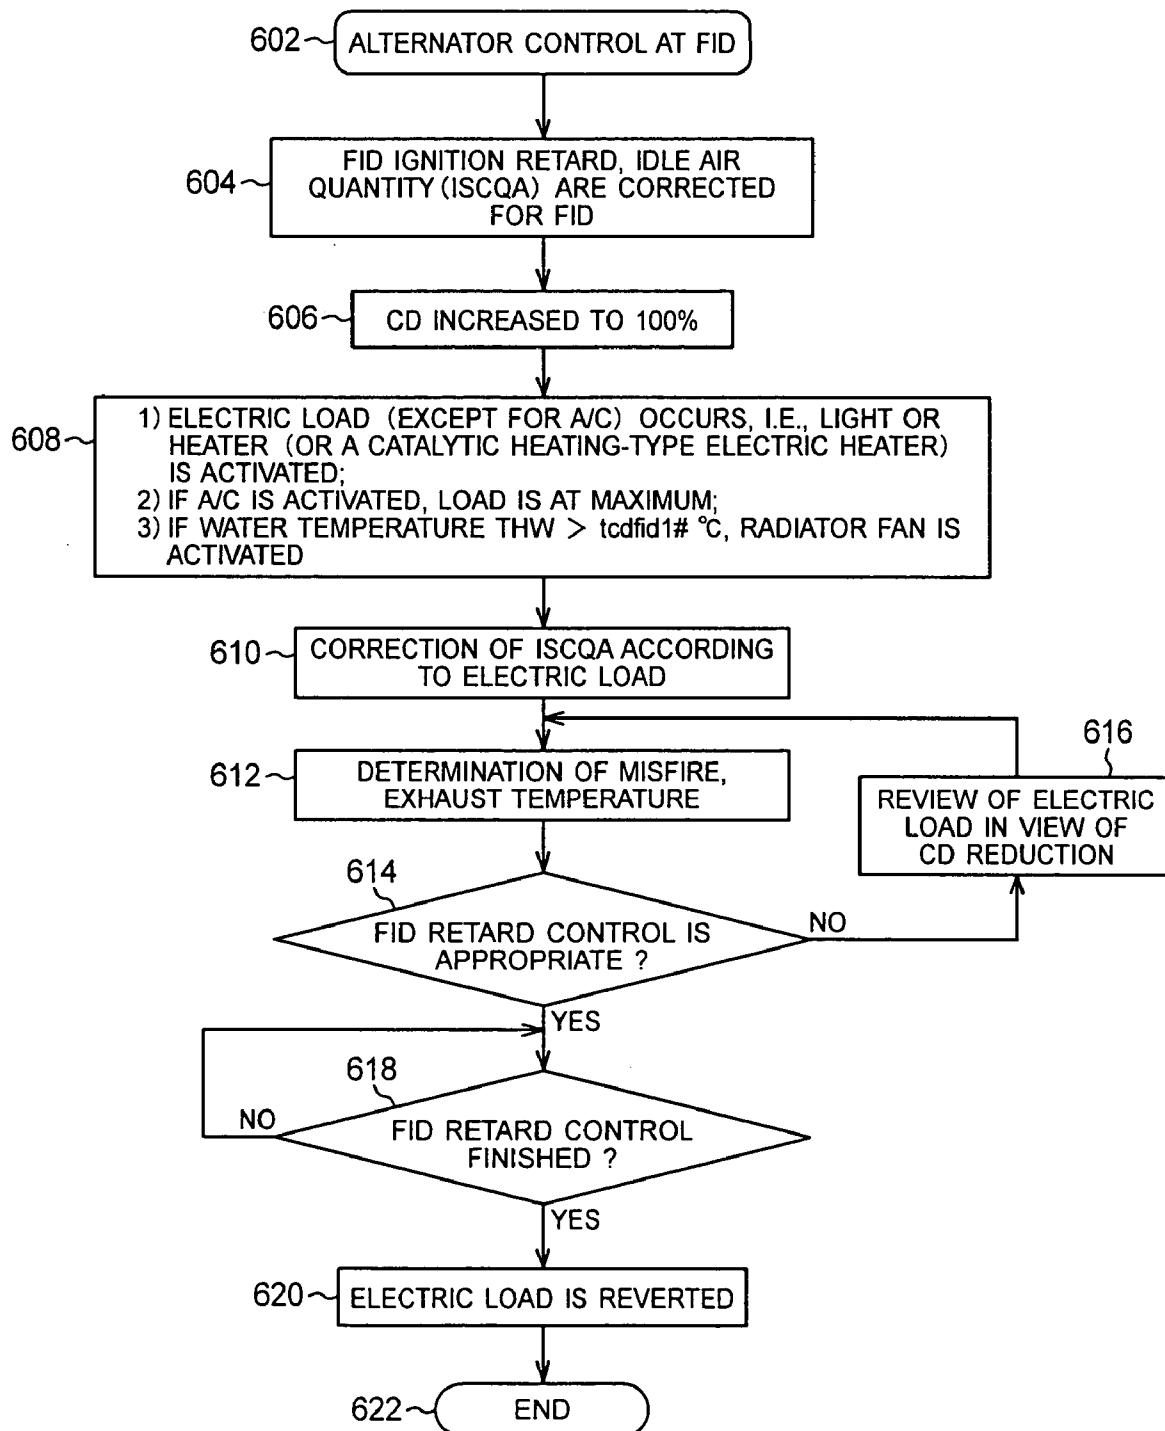 602
ALTERNATOR CONTROL AT FID
604
FID IGNITION RETARD, IDLE AIR
QUANTITY (ISCQA) ARE CORRECTED
FOR FID
606
CD INCREASED TO 100%
608
1) ELECTRIC LOAD (EXCEPT FOR A/C) OCCURS, I.E., LIGHT OR
HEATER (OR A CATALYTIC HEATING-TYPE ELECTRIC HEATER)
IS ACTIVATED;
2) IF A/C IS ACTIVATED, LOAD IS AT MAXIMUM;
3) IF WATER TEMPERATURE THW > tcdfid1# °C, RADIATOR FAN IS
ACTIVATED
610
CORRECTION OF ISCQA ACCORDING
TO ELECTRIC LOAD
612
DETERMINATION OF MISFIRE,
EXHAUST TEMPERATURE
616
REVIEW OF ELECTRIC
LOAD IN VIEW OF
CD REDUCTION
614
FID RETARD CONTROL IS
APPROPRIATE ?
NO
YES
618
FID RETARD CONTROL
FINISHED ?
NO
YES
620
ELECTRIC LOAD IS REVERTED
622
END